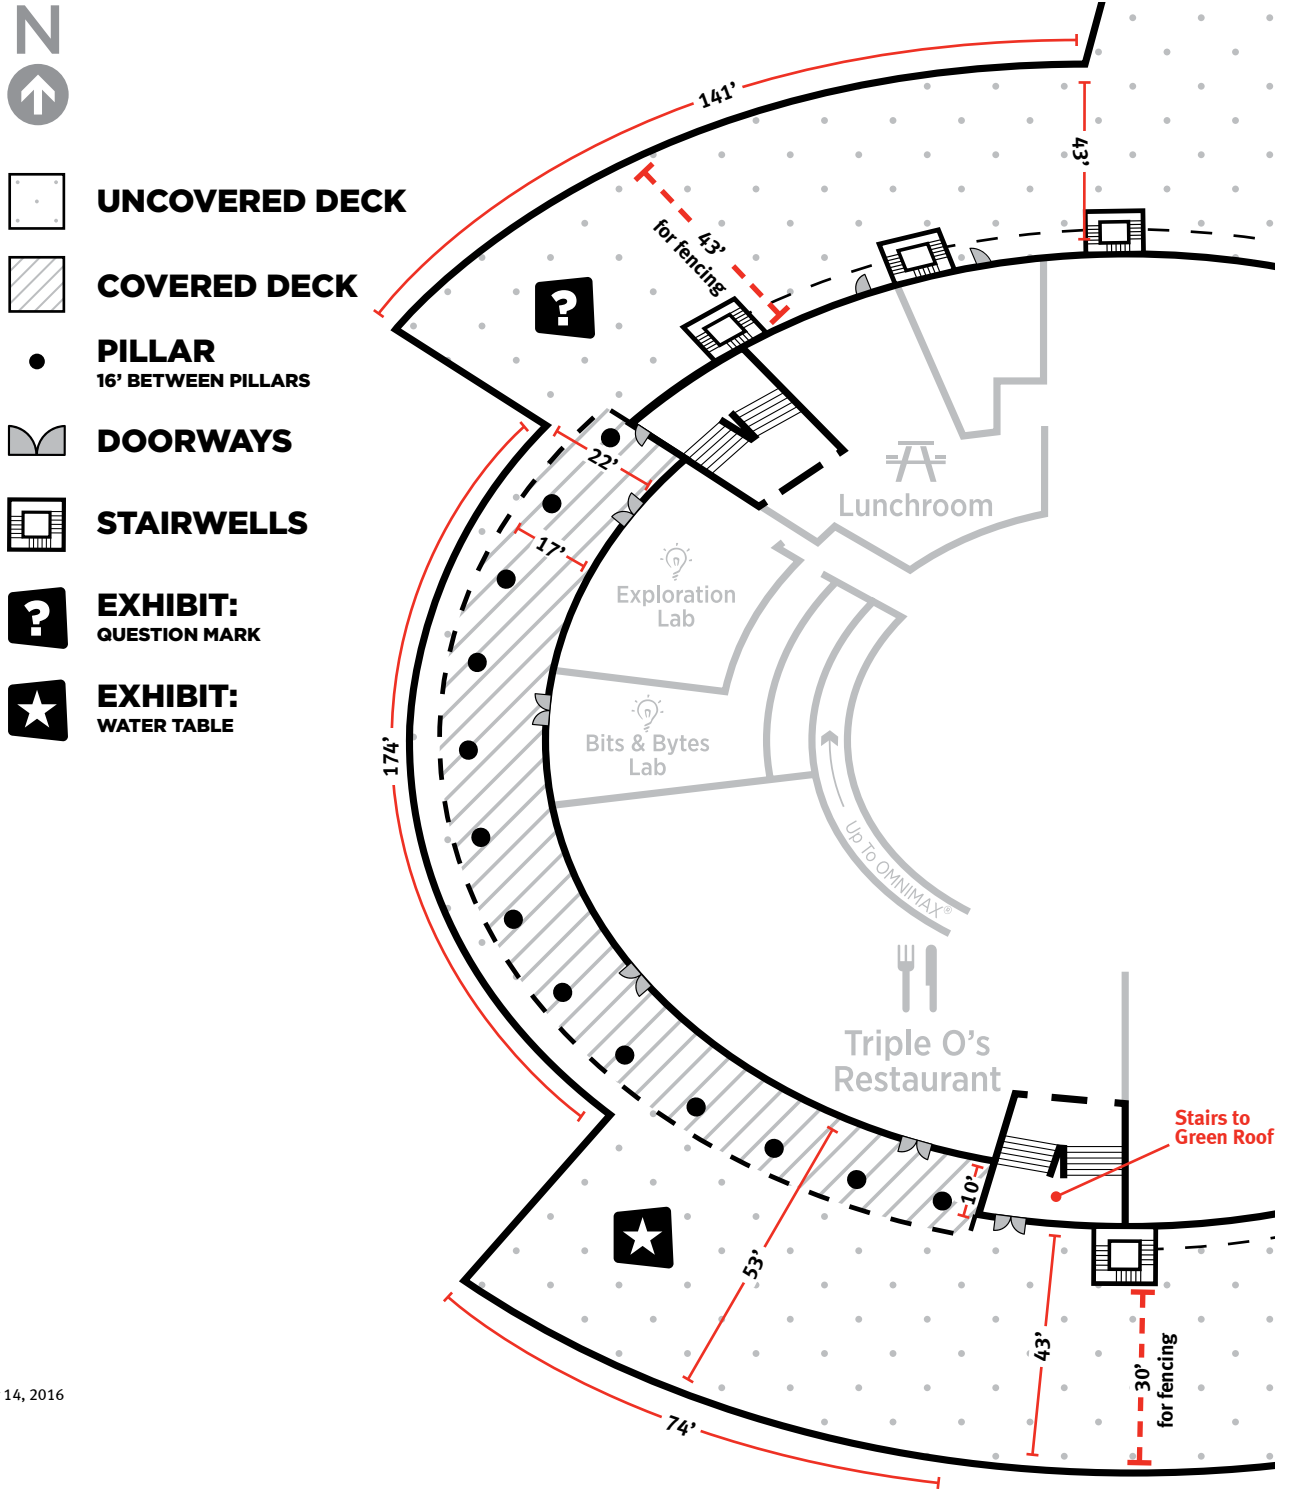 N
UNCOVERED DECK
COVERED DECK
PILLAR
16’ BETWEEN PILLARS
DOORWAYS
STAIRWELLS
?
EXHIBIT:
QUESTION MARK
EXHIBIT:
WATER TABLE
14, 2016
141’
43’
43’
for fencing
?
22’
17’
174’
Lunchroom
Exploration
Lab
Bits & Bytes
Lab
Up To OMNIMAX®
Triple O’s
Restaurant
Stairs to
Green Roof
10’
53’
43’
30’
for fencing
74’